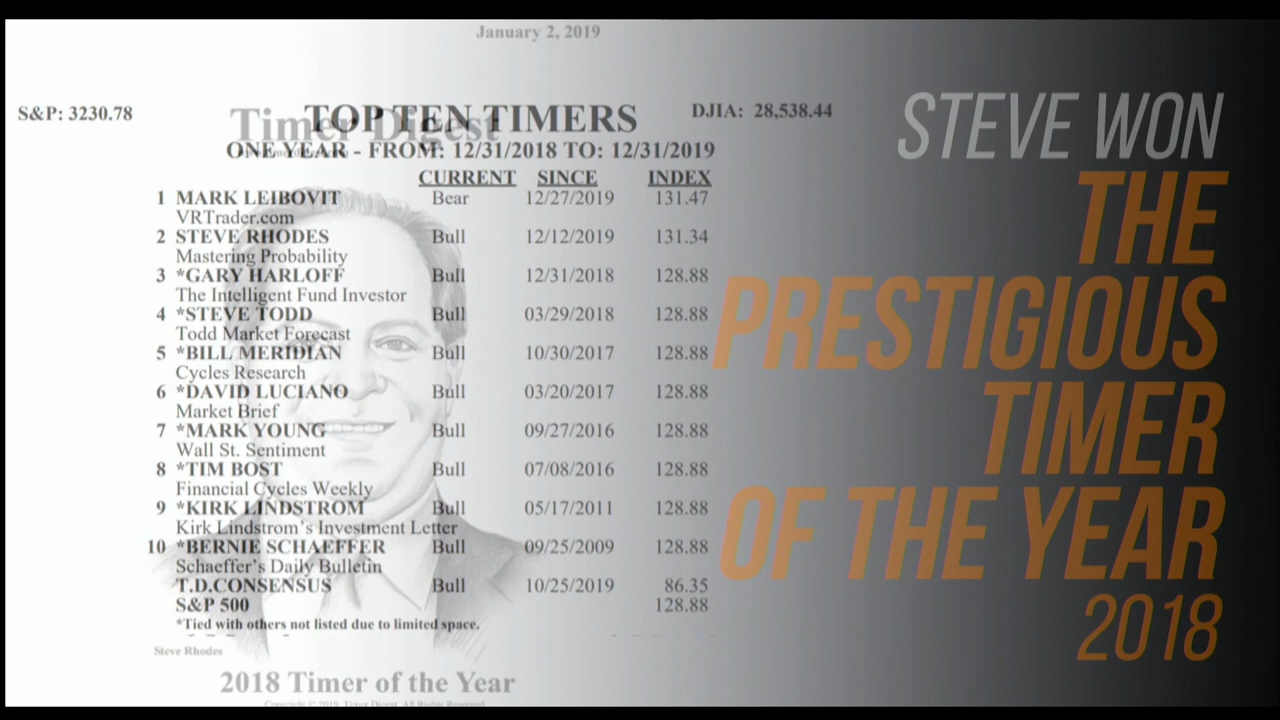 January 2, 2019
S&P: 3230.78
Timer Digest
TOP TEN TIMERS
DJIA: 28,538.44
ONE YEAR - FROM: 12/31/2018 TO: 12/31/2019
CURRENT SINCE INDEX
1 MARK LEIBOVIT Bear 12/27/2019 131.47
VRTrader.com
2 STEVE RHODES Bull 12/12/2019 131.34
Mastering Probability
3 *GARY HARLOFF Bull 12/31/2018 128.88
The Intelligent Fund Investor
4 *STEVE TODD Bull 03/29/2018 128.88
Todd Market Forecast
5 *BILL MERIDIAN Bull 10/30/2017 128.88
Cycles Research
6 *DAVID LUCIANO Bull 03/20/2017 128.88
Market Brief
7 *MARK YOUNG Bull 09/27/2016 128.88
Wall St. Sentiment
8 *TIM BOST Bull 07/08/2016 128.88
Financial Cycles Weekly
9 *KIRK LINDSTROM Bull 05/17/2011 128.88
Kirk Lindstrom's Investment Letter
10 *BERNIE SCHAEFFER Bull 09/25/2009 128.88
Schaeffer's Daily Bulletin
T.D.CONSENSUS Bull 10/25/2019 86.35
S&P 500 128.88
*Tied with others not listed due to limited space.
Steve Rhodes
2018 Timer of the Year
Copyright © 2019, Timer Digest, All Rights Reserved
STEVE WON
THE
PRESTIGIOUS
TIMER
OF THE YEAR
2018